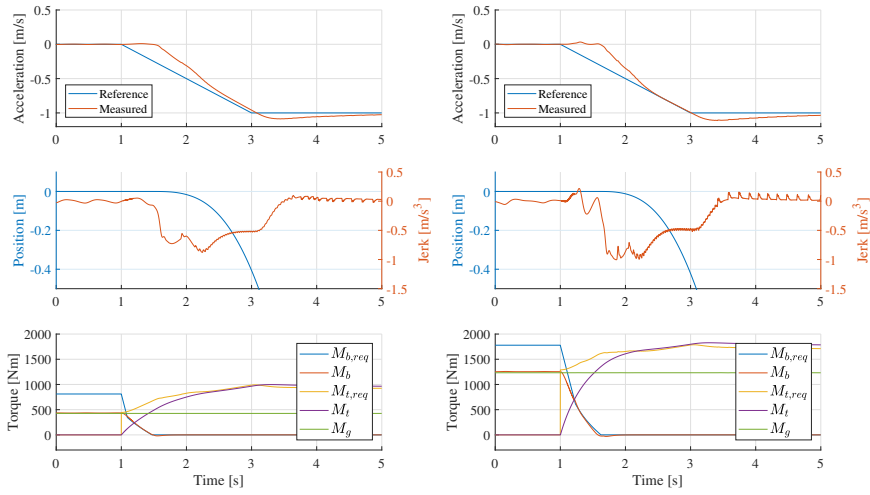 0.5
0
-0.5
-1
0 1 2 3 4 5
Acceleration [m/s]
Reference
Measured
0.5
0
-0.5
-1
0 1 2 3 4 5
Acceleration [m/s]
Reference
Measured
0
-0.2
-0.4
0 1 2 3 4 5
Position [m]
0.5
0
-0.5
-1
-1.5
Jerk [m/s³]
0
-0.2
-0.4
0 1 2 3 4 5
Position [m]
0.5
0
-0.5
-1
-1.5
Jerk [m/s³]
2000
1500
1000
500
0
0 1 2 3 4 5
Torque [Nm]
Time [s]
M_{b,req}
M_b
M_{t,req}
M_t
M_g
2000
1500
1000
500
0
0 1 2 3 4 5
Torque [Nm]
Time [s]
M_{b,req}
M_b
M_{t,req}
M_t
M_g